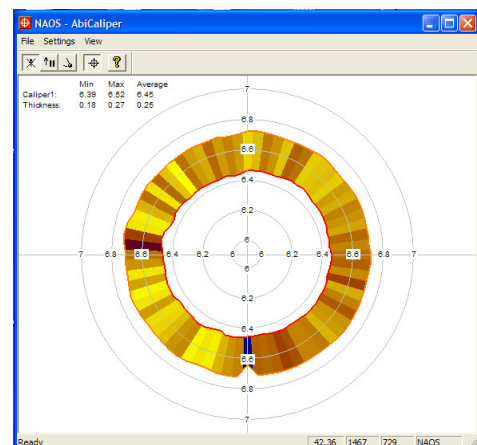 NAOS - AbiCaliper
File Settings View
Min Max Average
Caliper1: 6.39 6.52 6.45
Thickness: 0.18 0.27 0.25
7
6.8
6.6
6.4
6.2
6
7 6.8 6.6 6.4 6.2 6 6 6.2 6.4 6.6 6.8 7
6
6.2
6.4
6.6
6.8
7
Ready 42.36 1467 729 NAOS